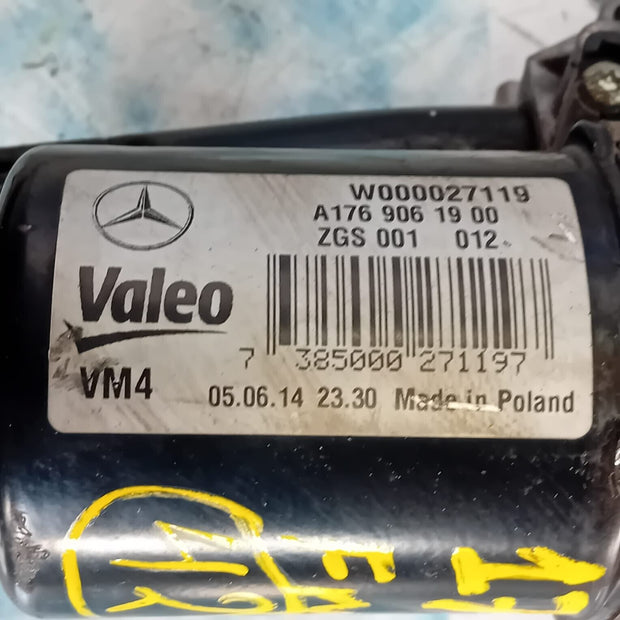 W000027119
A176 906 19 00
ZGS 001 012
Valeo
7 385000 271197
VM4
05.06.14 23.30 Made in Poland